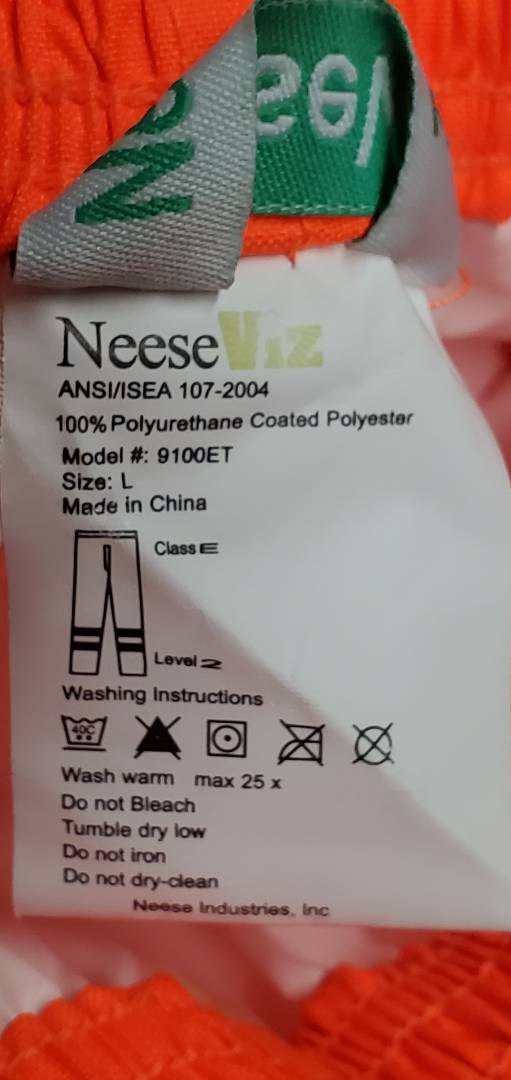 Neese
NeeseViz
ANSI/ISEA 107-2004
100% Polyurethane Coated Polyester
Model #: 9100ET
Size: L
Made in China
Class E
Level 2
Washing Instructions
40C
Wash warm max 25 x
Do not Bleach
Tumble dry low
Do not iron
Do not dry-clean
Neese Industries, Inc